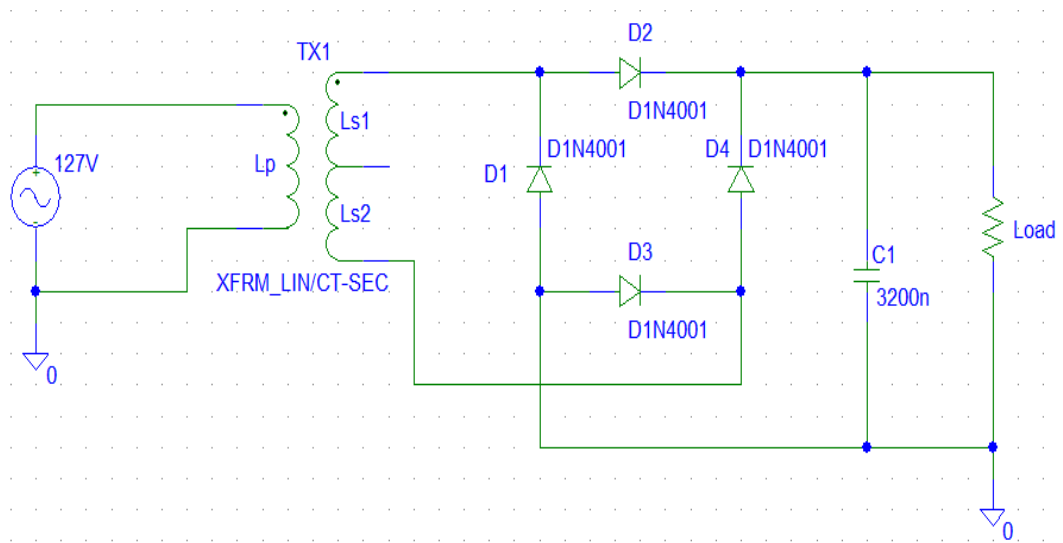 TX1
127V
Lp
Ls1
Ls2
XFRM_LIN/CT-SEC
0
D2
D1N4001
D1
D1N4001
D4
D1N4001
D3
D1N4001
C1
3200n
Load
0